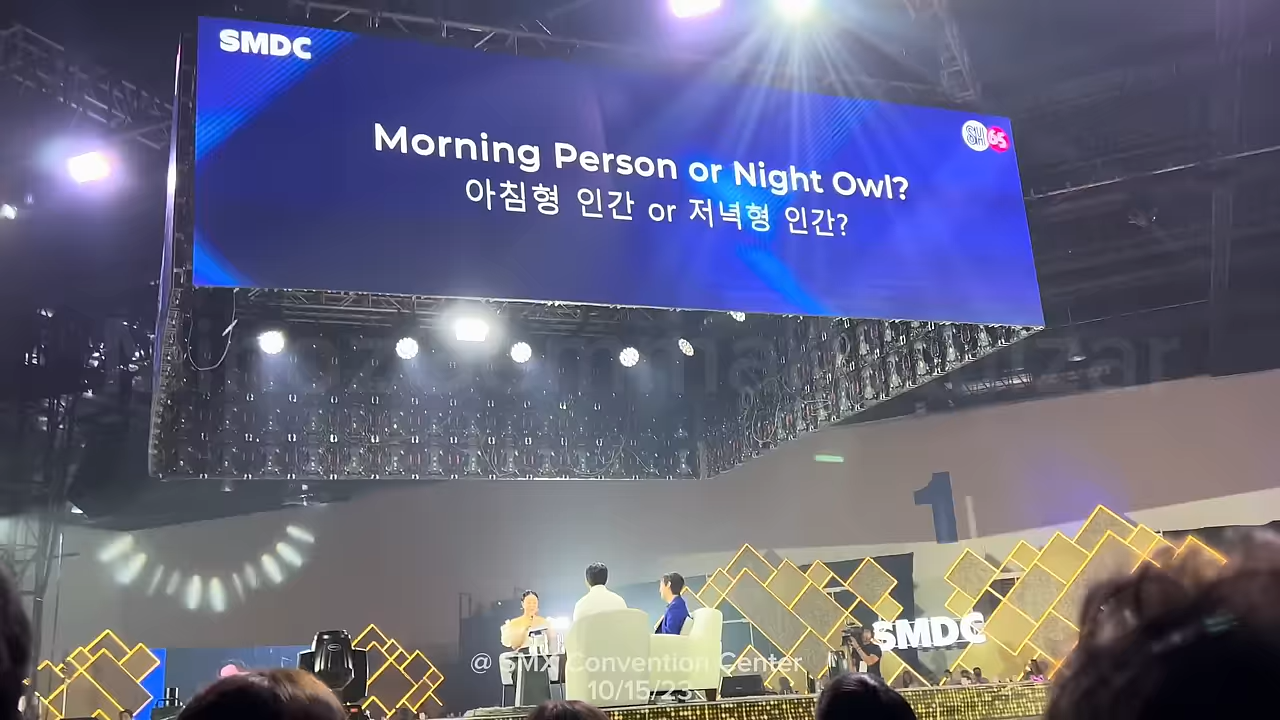 SMDC
SM 65
Morning Person or Night Owl?
아침형 인간 or 저녁형 인간?
1
SMDC
@ SMX Convention Center
10/15/23